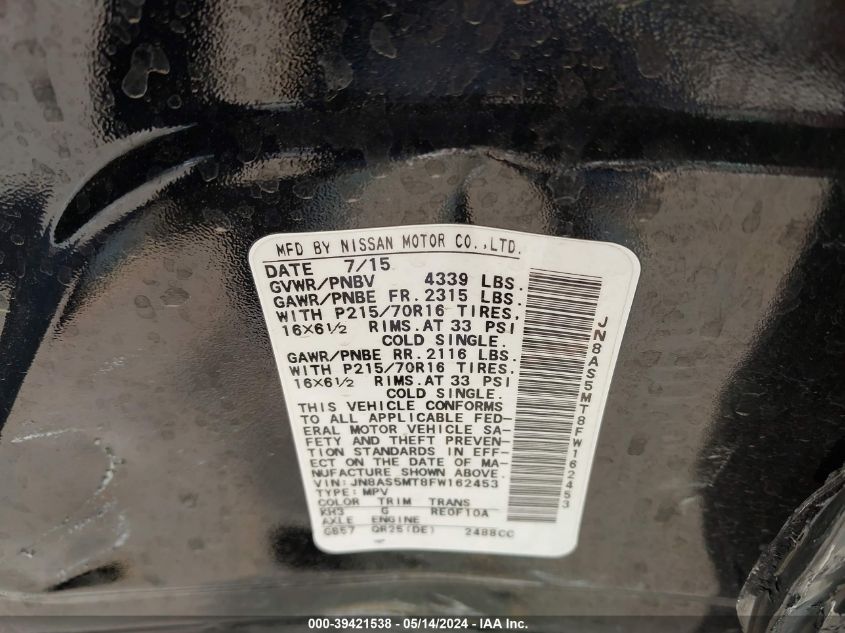 MFD BY NISSAN MOTOR CO.,LTD.
DATE 7/15
GVWR/PNBV 4339 LBS.
GAWR/PNBE FR. 2315 LBS.
WITH P215/70R16 TIRES.
16X6½ RIMS. AT 33 PSI
COLD SINGLE.
GAWR/PNBE RR. 2116 LBS.
WITH P215/70R16 TIRES.
16X6½ RIMS. AT 33 PSI
COLD SINGLE.
THIS VEHICLE CONFORMS
TO ALL APPLICABLE FED-
ERAL MOTOR VEHICLE SA-
FETY AND THEFT PREVEN-
TION STANDARDS IN EFF-
ECT ON THE DATE OF MA-
NUFACTURE SHOWN ABOVE.
VIN: JN8AS5MT8FW162453
TYPE: MPV
COLOR TRIM TRANS
KH3 G RE0F10A
AXLE ENGINE
GB57 QR25(DE) 2488CC
JN8AS5MT8FW162453
000-39421538 - 05/14/2024 - IAA Inc.